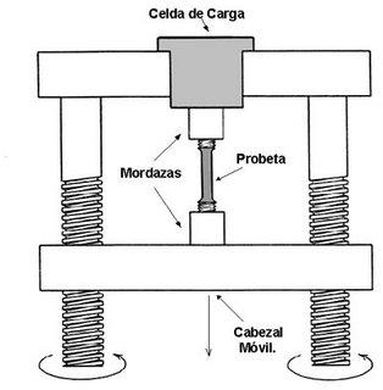 Celda de Carga
Probeta
Mordazas
Cabezal
Móvil.